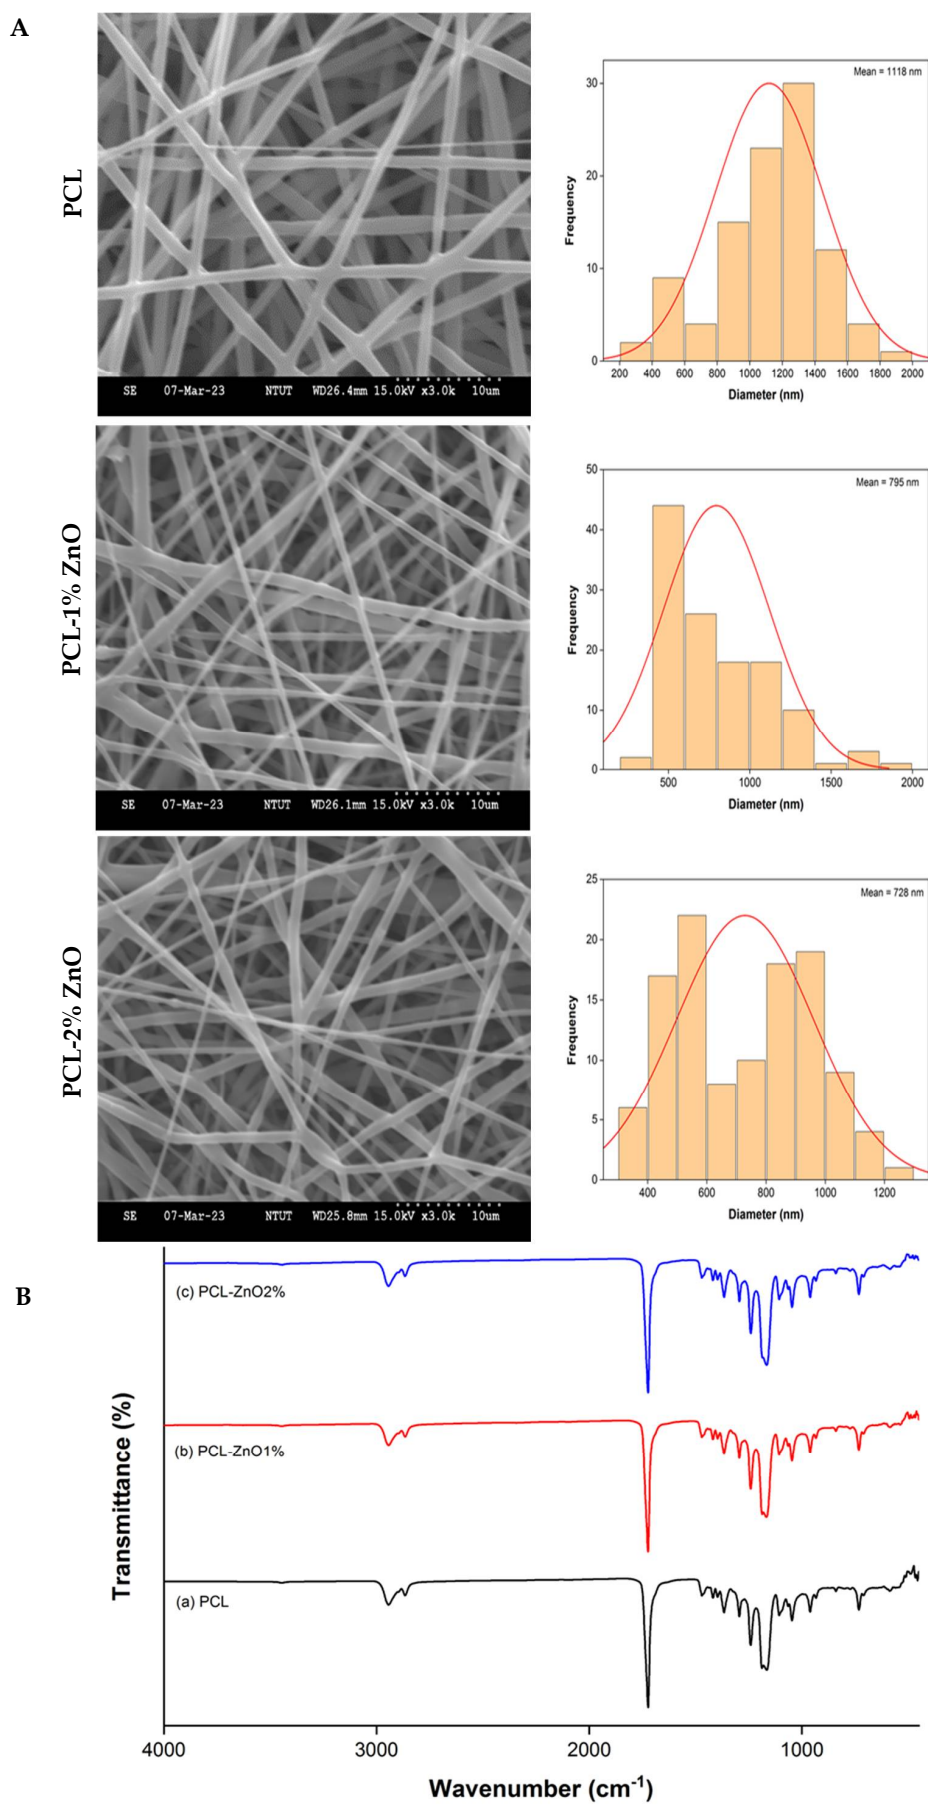 A
PCL
Mean = 1118 nm
Frequency
30
20
10
0
200 400 600 800 1000 1200 1400 1600 1800 2000
Diameter (nm)
SE 07-Mar-23 NTUT WD26.4mm 15.0kV x3.0k 10um
PCL-1% ZnO
Mean = 795 nm
Frequency
50
40
30
20
10
0
500 1000 1500 2000
Diameter (nm)
SE 07-Mar-23 NTUT WD26.1mm 15.0kV x3.0k 10um
PCL-2% ZnO
Mean = 728 nm
Frequency
25
20
15
10
5
0
400 600 800 1000 1200
Diameter (nm)
SE 07-Mar-23 NTUT WD25.8mm 15.0kV x3.0k 10um
B
(c) PCL-ZnO2%
(b) PCL-ZnO1%
(a) PCL
Transmittance (%)
4000 3000 2000 1000
Wavenumber (cm⁻¹)